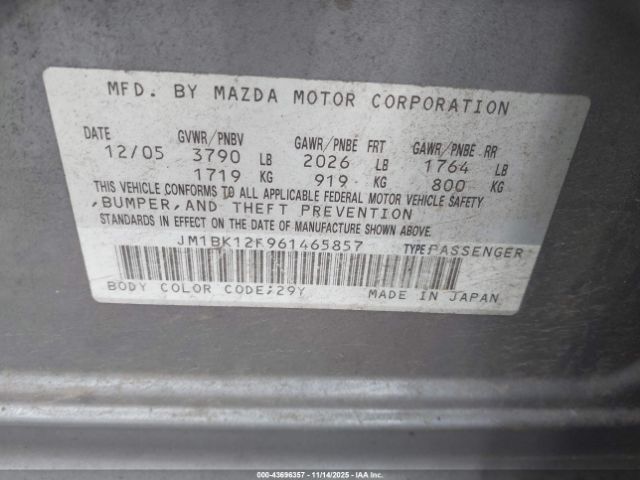 MFD. BY MAZDA MOTOR CORPORATION
DATE GVWR/PNBV GAWR/PNBE FRT GAWR/PNBE RR
12/05 3790 LB 2026 LB 1764 LB
1719 KG 919 KG 800 KG
THIS VEHICLE CONFORMS TO ALL APPLICABLE FEDERAL MOTOR VEHICLE SAFETY
,BUMPER,AND THEFT PREVENTION
STANDARDS IN EFFECT ON THE DATE OF MANUFACTURE SHOWN ABOVE.
JM1BK12F961465857 TYPE:PASSENGER
BODY COLOR CODE;29Y MADE IN JAPAN
000-43696357 - 11/14/2025 - IAAI.COM